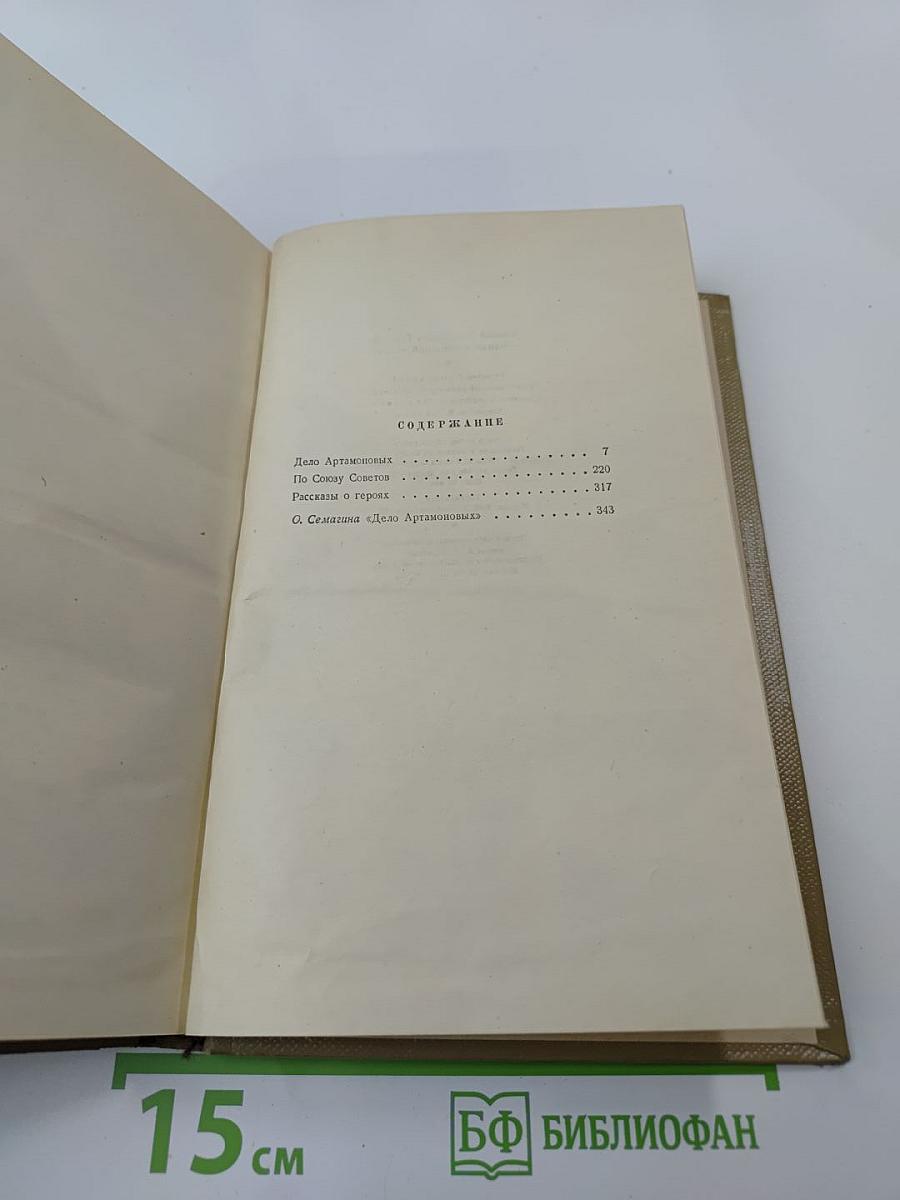 СОДЕРЖАНИЕ
Дело Артамоновых . . . . . . . . . . . . . . . . . 7
По Союзу Советов . . . . . . . . . . . . . . . . . 220
Рассказы о героях . . . . . . . . . . . . . . . . . 317
О. Семагина «Дело Артамоновых» . . . . . . . . . 343
15 см
БФ БИБЛИОФАН